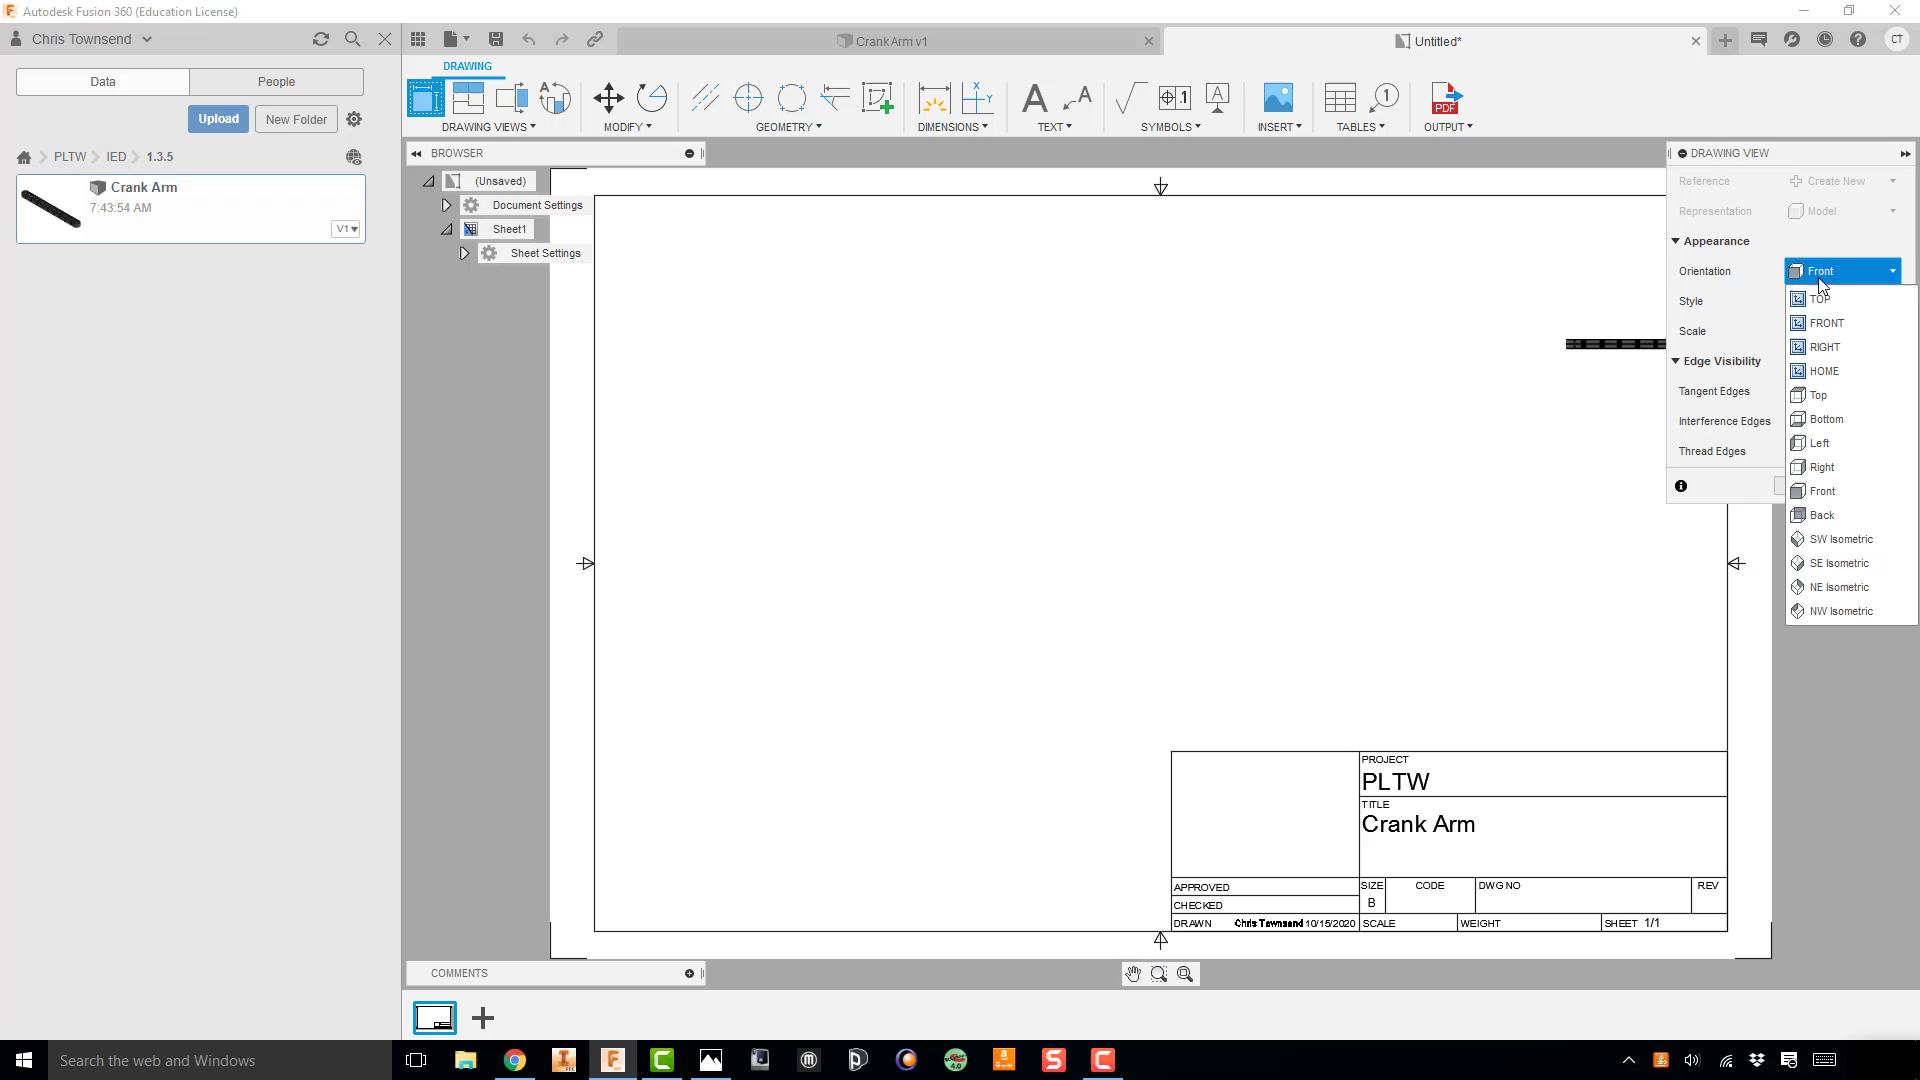 Autodesk Fusion 360 (Education License)
Chris Townsend
Crank Arm v1
Untitled*
CT
Data
People
Upload
New Folder
PLTW
IED
1.3.5
Crank Arm
7:43:54 AM
V1
DRAWING
DRAWING VIEWS
MODIFY
GEOMETRY
DIMENSIONS
TEXT
SYMBOLS
INSERT
TABLES
PDF
OUTPUT
BROWSER
(Unsaved)
Document Settings
Sheet1
Sheet Settings
DRAWING VIEW
Reference
Create New
Representation
Model
Appearance
Orientation
Front
Style
Scale
Edge Visibility
Tangent Edges
Interference Edges
Thread Edges
TOP
FRONT
RIGHT
HOME
Top
Bottom
Left
Right
Front
Back
SW Isometric
SE Isometric
NE Isometric
NW Isometric
PROJECT
PLTW
TITLE
Crank Arm
APPROVED
SIZE
CODE
DWG NO
REV
CHECKED
B
DRAWN Chris Townsend 10/15/2020
SCALE
WEIGHT
SHEET 1/1
COMMENTS
Search the web and Windows